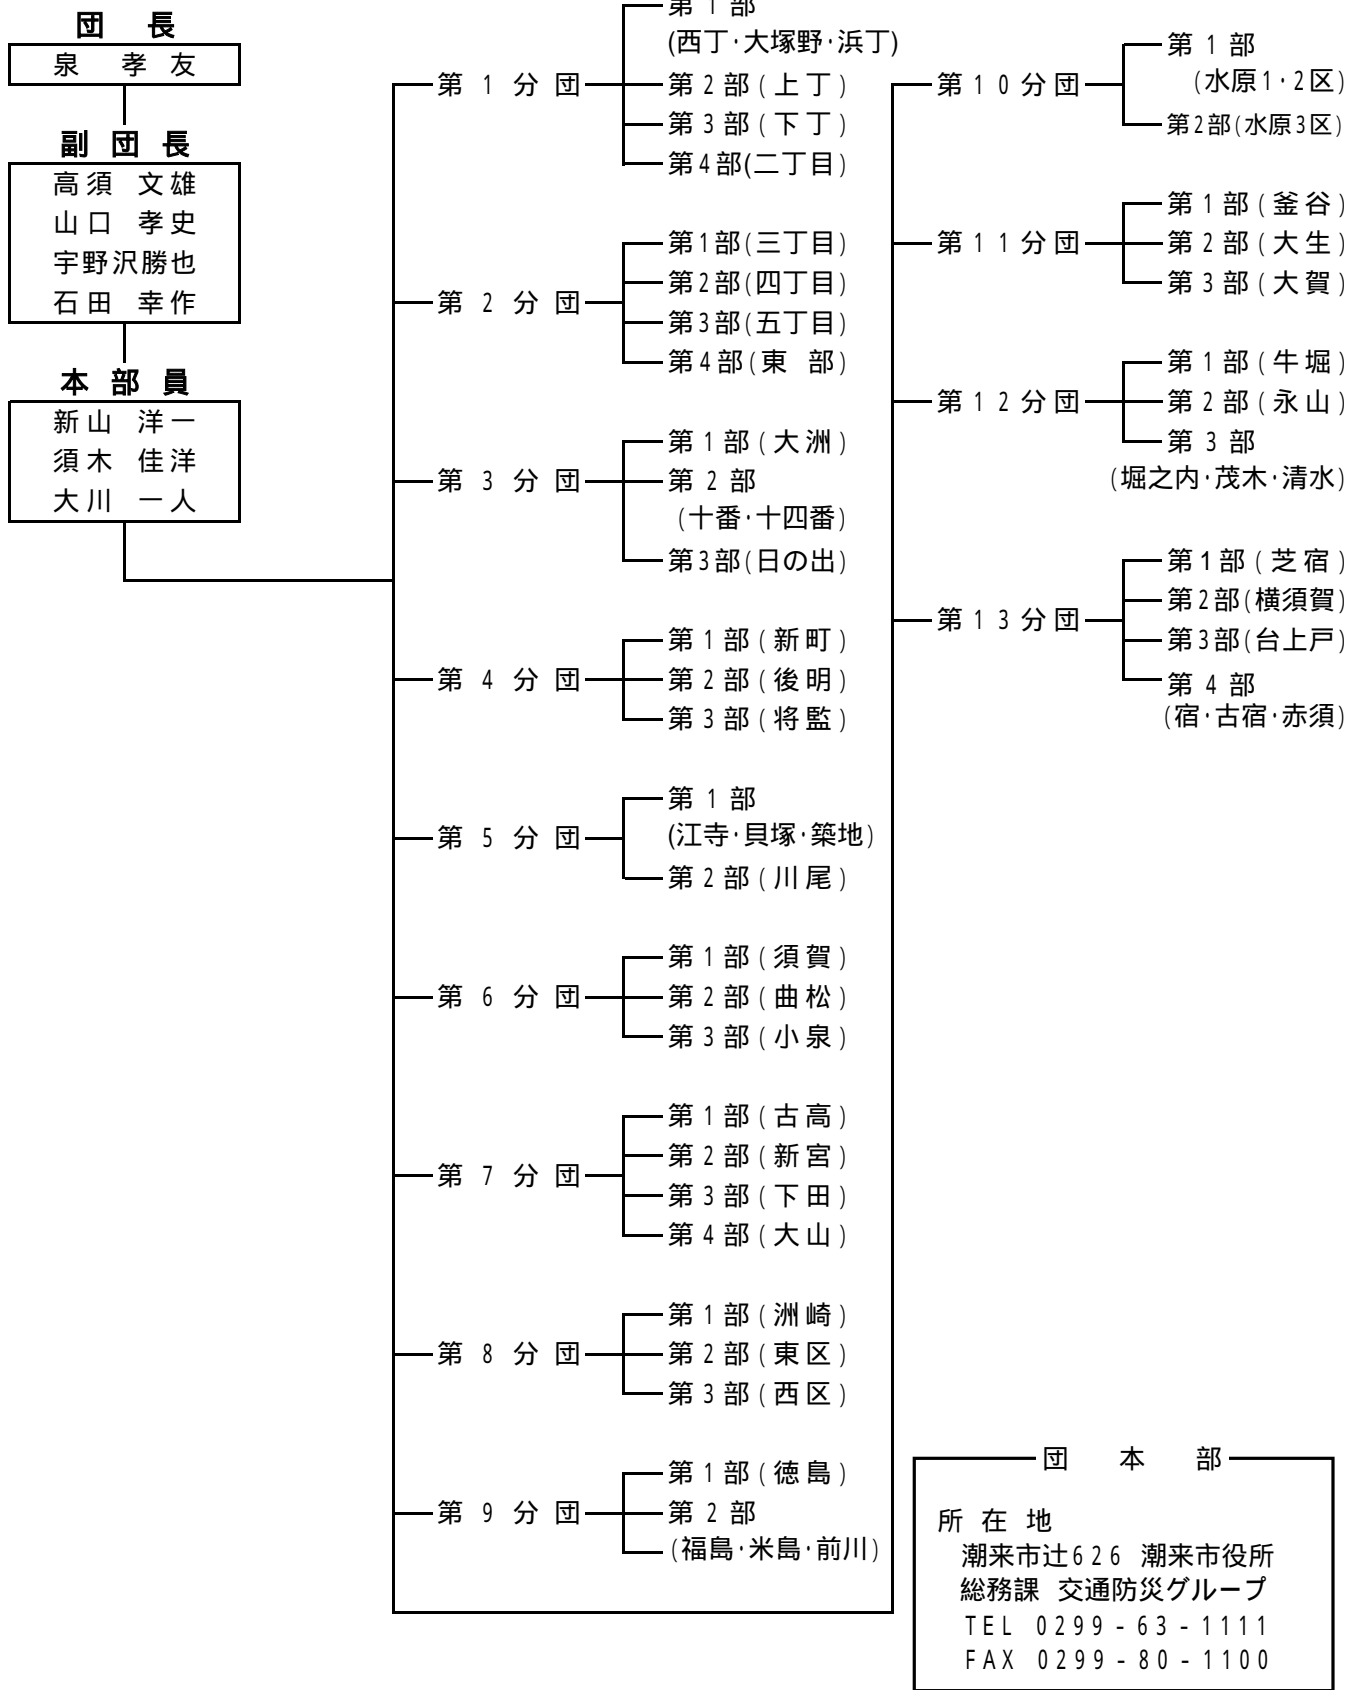 団長
泉 孝友
副団長
高須 文雄
山口 孝史
宇野沢勝也
石田 幸作
本部員
新山 洋一
須木 佳洋
大川 一人
第1分団
第1部
(西丁・大塚野・浜丁)
第2部(上丁)
第3部(下丁)
第4部(二丁目)
第2分団
第1部(三丁目)
第2部(四丁目)
第3部(五丁目)
第4部(東 部)
第3分団
第1部(大洲)
第2部
(十番・十四番)
第3部(日の出)
第4分団
第1部(新町)
第2部(後明)
第3部(将監)
第5分団
第1部
(江寺・貝塚・築地)
第2部(川尾)
第6分団
第1部(須賀)
第2部(曲松)
第3部(小泉)
第7分団
第1部(古高)
第2部(新宮)
第3部(下田)
第4部(大山)
第8分団
第1部(洲崎)
第2部(東区)
第3部(西区)
第9分団
第1部(徳島)
第2部
(福島・米島・前川)
第10分団
第1部
(水原1・2区)
第2部(水原3区)
第11分団
第1部(釜谷)
第2部(大生)
第3部(大賀)
第12分団
第1部(牛堀)
第2部(永山)
第3部
(堀之内・茂木・清水)
第13分団
第1部(芝宿)
第2部(横須賀)
第3部(台上戸)
第4部
(宿・古宿・赤須)
団本部
所在地
潮来市辻626 潮来市役所
総務課 交通防災グループ
TEL 0299-63-1111
FAX 0299-80-1100